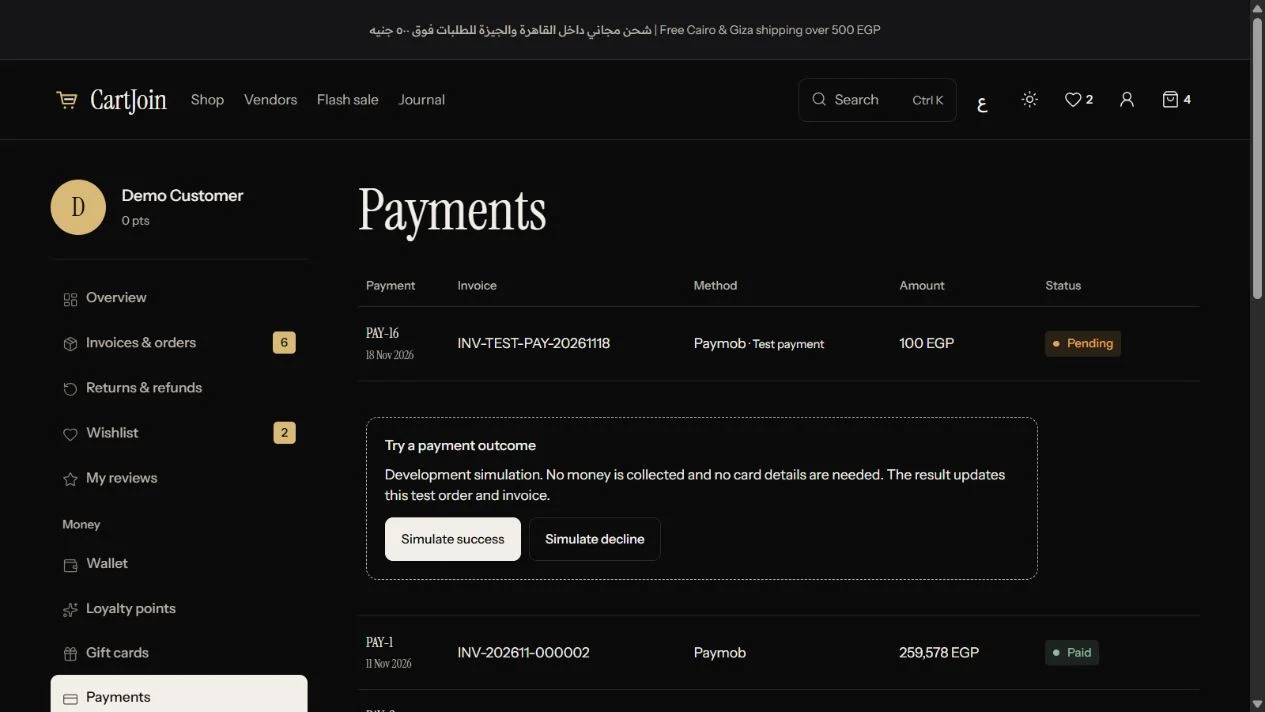 شحن مجاني داخل القاهرة والجيزة للطلبات فوق ٥٠٠ جنيه | Free Cairo & Giza shipping over 500 EGP
CartJoin
Shop
Vendors
Flash sale
Journal
Search
Ctrl K
ع
2
4
D
Demo Customer
0 pts
Overview
Invoices & orders
6
Returns & refunds
Wishlist
2
My reviews
Money
Wallet
Loyalty points
Gift cards
Payments
Payments
Payment Invoice Method Amount Status
PAY-16 INV-TEST-PAY-20261118 Paymob · Test payment 100 EGP Pending
18 Nov 2026
Try a payment outcome
Development simulation. No money is collected and no card details are needed. The result updates
this test order and invoice.
Simulate success
Simulate decline
PAY-1 INV-202611-000002 Paymob 259,578 EGP Paid
11 Nov 2026